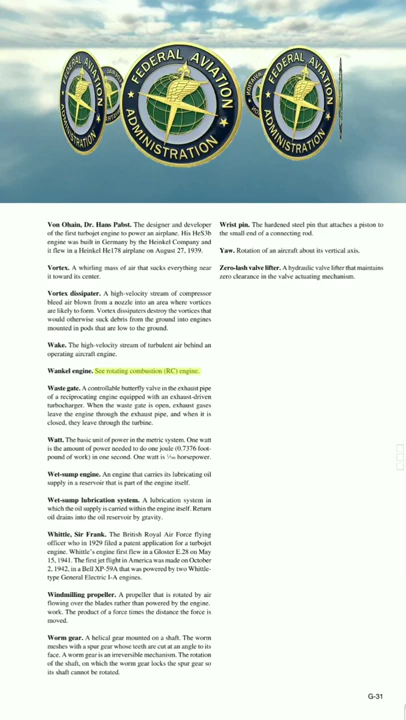 FEDERAL AVIATION
ADMINISTRATION
FEDERAL AVIATION
ADMINISTRATION
FEDERAL AVIATION
ADMINISTRATION
Von Ohain, Dr. Hans Pabst. The designer and developer
of the first turbojet engine to power an airplane. His HeS3b
engine was built in Germany by the Heinkel Company and
it flew in a Heinkel He178 airplane on August 27, 1939.
Vortex. A whirling mass of air that sucks everything near
it toward its center.
Vortex dissipater. A high-velocity stream of compressor
bleed air blown from a nozzle into an area where vortices
are likely to form. Vortex dissipaters destroy the vortices that
would otherwise suck debris from the ground into engines
mounted in pods that are low to the ground.
Wake. The high-velocity stream of turbulent air behind an
operating aircraft engine.
Wankel engine. See rotating combustion (RC) engine.
Waste gate. A controllable butterfly valve in the exhaust pipe
of a reciprocating engine equipped with an exhaust-driven
turbocharger. When the waste gate is open, exhaust gases
leave the engine through the exhaust pipe, and when it is
closed, they leave through the turbine.
Watt. The basic unit of power in the metric system. One watt
is the amount of power needed to do one joule (0.7376 foot-
pound of work) in one second. One watt is 1⁄746 horsepower.
Wet-sump engine. An engine that carries its lubricating oil
supply in a reservoir that is part of the engine itself.
Wet-sump lubrication system. A lubrication system in
which the oil supply is carried within the engine itself. Return
oil drains into the oil reservoir by gravity.
Whittle, Sir Frank. The British Royal Air Force flying
officer who in 1929 filed a patent application for a turbojet
engine. Whittle's engine first flew in a Gloster E.28 on May
15, 1941. The first jet flight in America was made on October
2, 1942, in a Bell XP-59A that was powered by two Whittle-
type General Electric I-A engines.
Windmilling propeller. A propeller that is rotated by air
flowing over the blades rather than powered by the engine.
work. The product of a force times the distance the force is
moved.
Worm gear. A helical gear mounted on a shaft. The worm
meshes with a spur gear whose teeth are cut at an angle to its
face. A worm gear is an irreversible mechanism. The rotation
of the shaft, on which the worm gear locks the spur gear so
its shaft cannot be rotated.
Wrist pin. The hardened steel pin that attaches a piston to
the small end of a connecting rod.
Yaw. Rotation of an aircraft about its vertical axis.
Zero-lash valve lifter. A hydraulic valve lifter that maintains
zero clearance in the valve actuating mechanism.
G-31